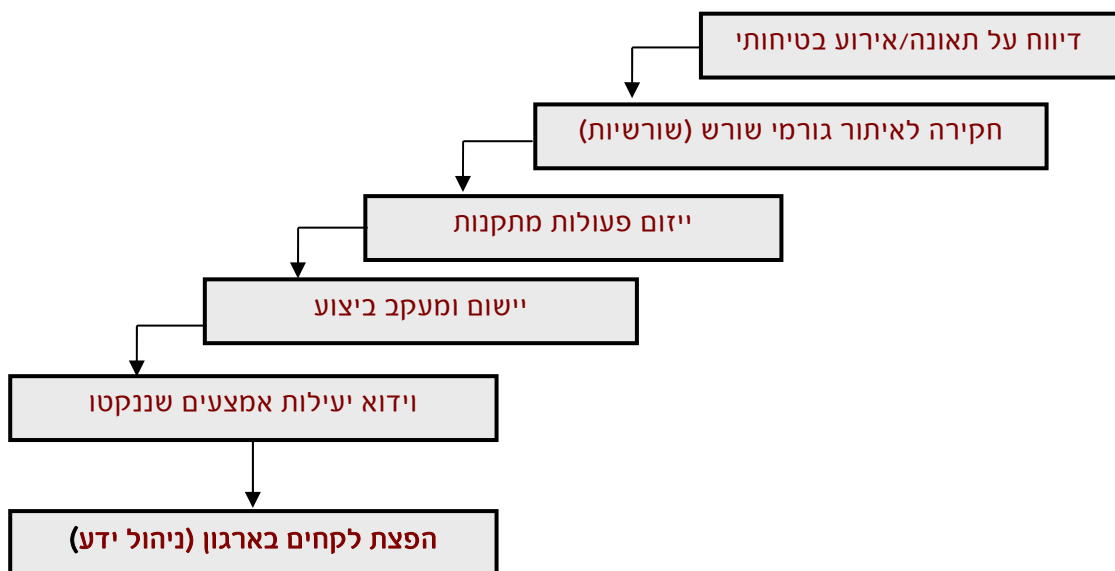 דיווח על תאונה/אירוע בטיחותי
חקירה לאיתור גורמי שורש (שורשיות)
ייזום פעולות מתקנות
יישום ומעקב ביצוע
וידוא יעילות אמצעים שננקטו
הפצת לקחים בארגון (ניהול ידע)